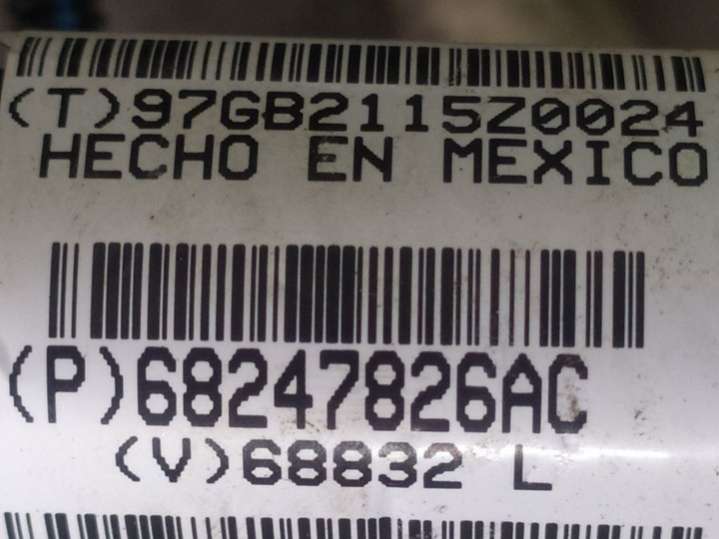 (T)97GB2115Z0024
HECHO EN MEXICO
(P)68247826AC
(V)68832 L